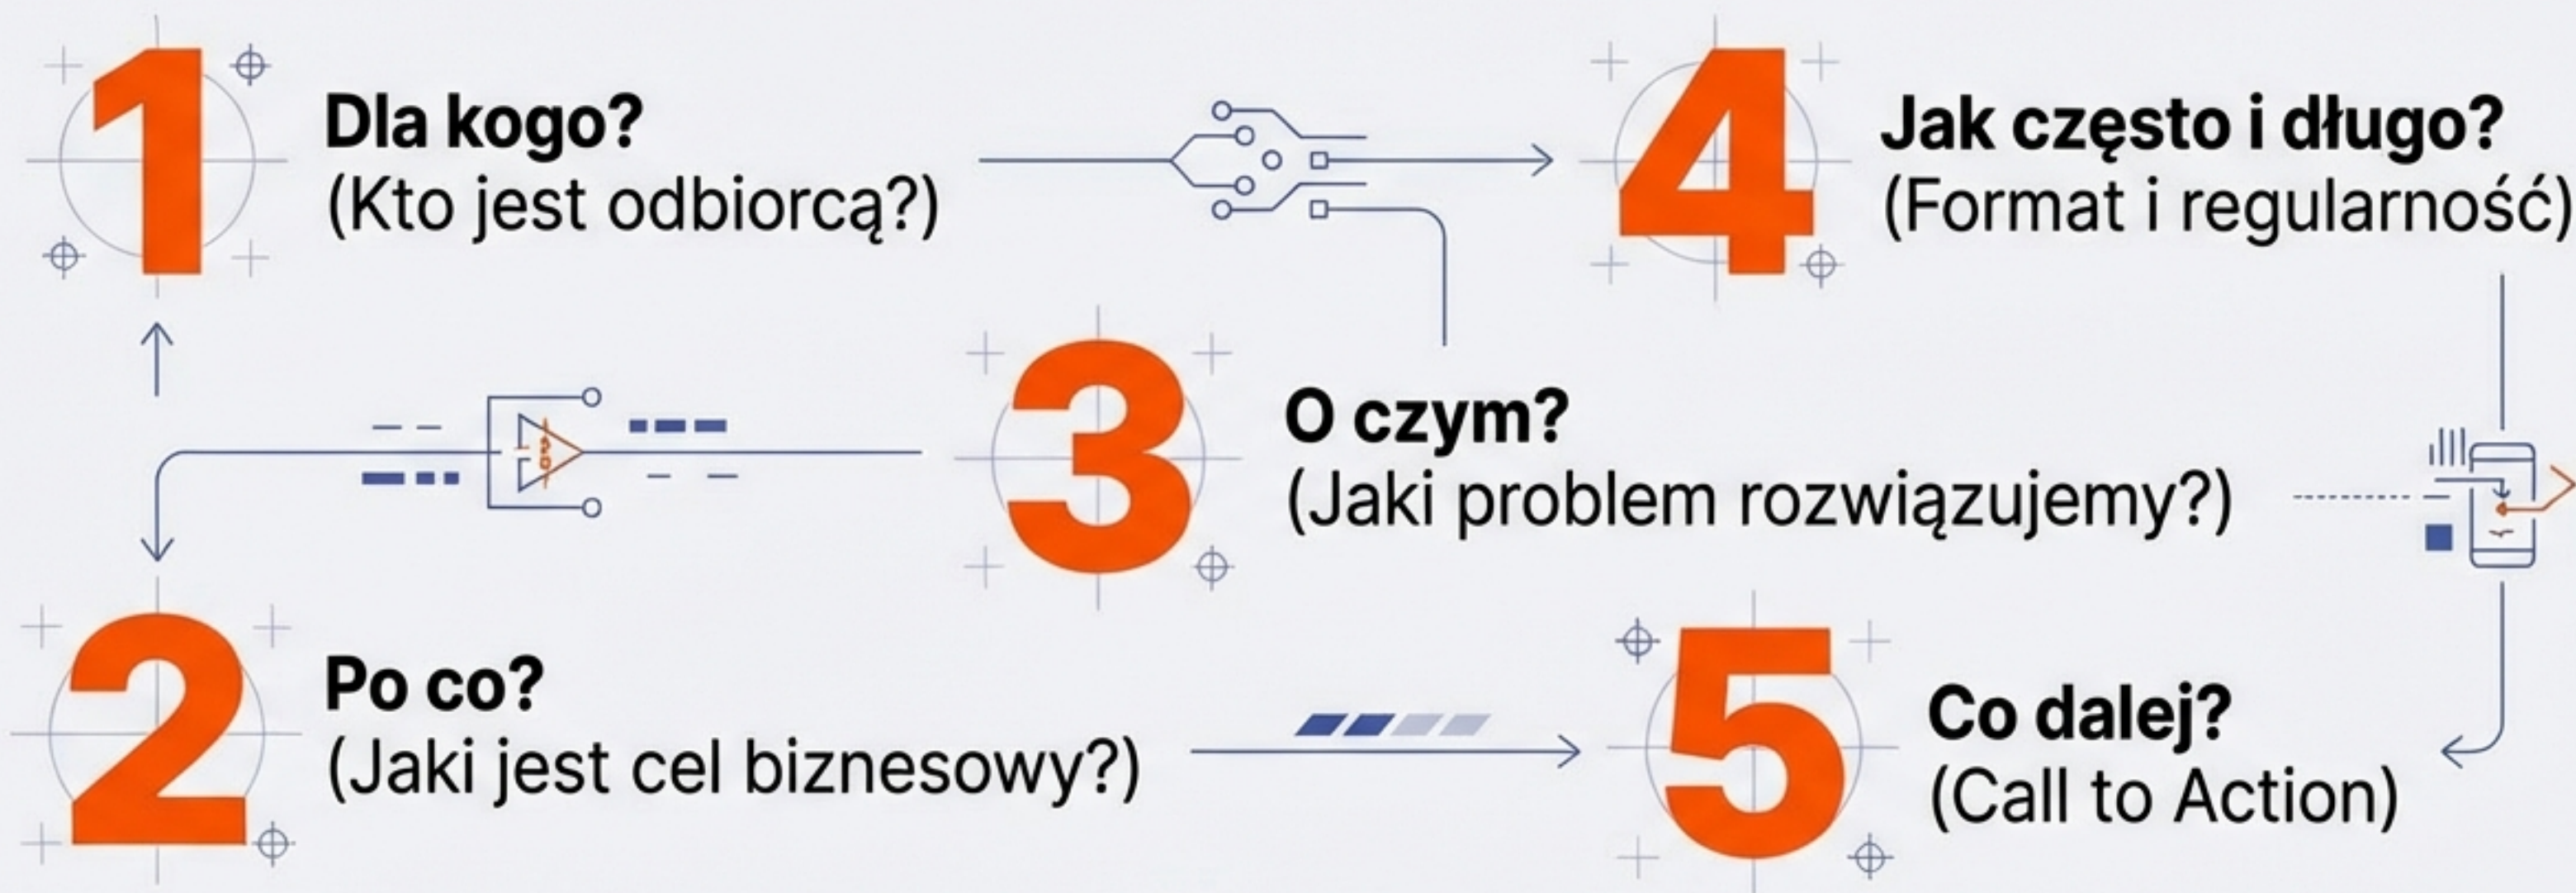 1
Dla kogo?
(Kto jest odbiorcą?)
2
Po co?
(Jaki jest cel biznesowy?)
3
O czym?
(Jaki problem rozwiązujemy?)
4
Jak często i długo?
(Format i regularność)
5
Co dalej?
(Call to Action)